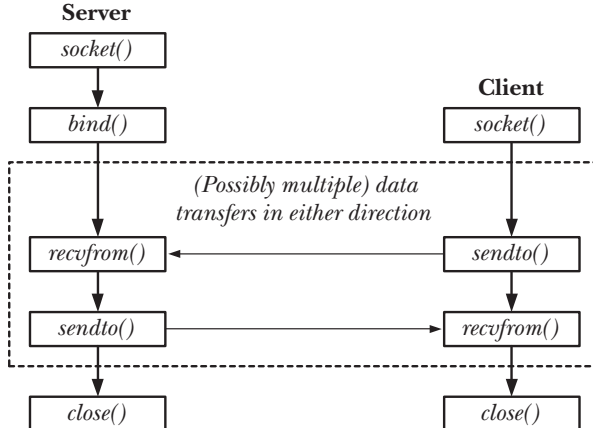 Server
socket()
Client
bind()
socket()
(Possibly multiple) data
transfers in either direction
recvfrom()
sendto()
sendto()
recvfrom()
close()
close()